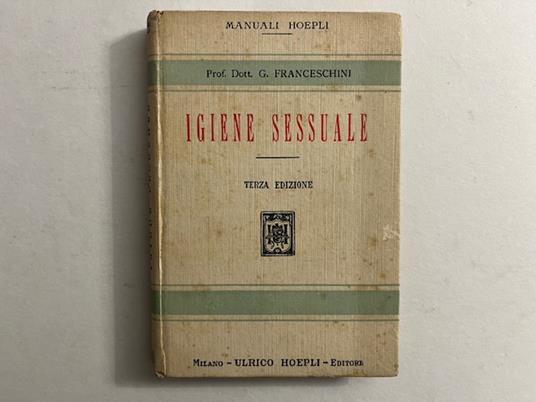 MANUALI HOEPLI
Prof. Dott. G. FRANCESCHINI
IGIENE SESSUALE
TERZA EDIZIONE
MILANO - ULRICO HOEPLI - EDITORE